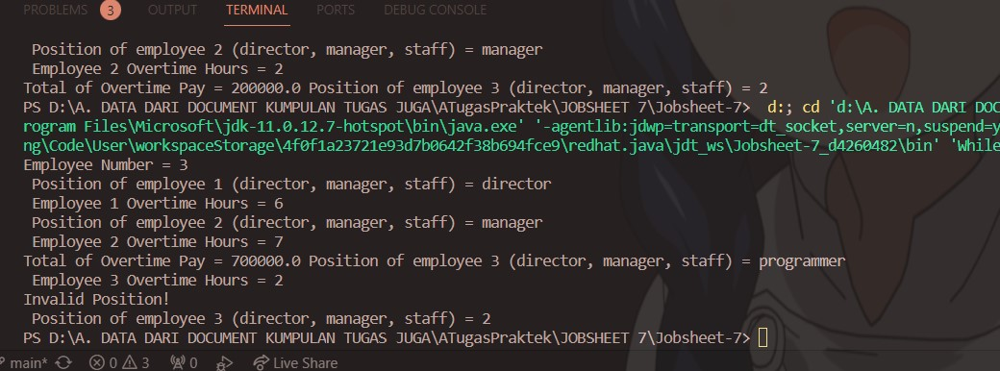 PROBLEMS 3 OUTPUT TERMINAL PORTS DEBUG CONSOLE
Position of employee 2 (director, manager, staff) = manager
Employee 2 Overtime Hours = 2
Total of Overtime Pay = 200000.0 Position of employee 3 (director, manager, staff) = 2
PS D:\A. DATA DARI DOCUMENT KUMPULAN TUGAS JUGA\ATugasPraktek\JOBSHEET 7\Jobsheet-7> d:; cd 'd:\A. DATA DARI DOC
rogram Files\Microsoft\jdk-11.0.12.7-hotspot\bin\java.exe' '-agentlib:jdwp=transport=dt_socket,server=n,suspend=y
ng\Code\User\workspaceStorage\4f0f1a23721e93d7b0642f38b694fce9\redhat.java\jdt_ws\Jobsheet-7_d4260482\bin' 'While
Employee Number = 3
Position of employee 1 (director, manager, staff) = director
Employee 1 Overtime Hours = 6
Position of employee 2 (director, manager, staff) = manager
Employee 2 Overtime Hours = 7
Total of Overtime Pay = 700000.0 Position of employee 3 (director, manager, staff) = programmer
Employee 3 Overtime Hours = 2
Invalid Position!
Position of employee 3 (director, manager, staff) = 2
PS D:\A. DATA DARI DOCUMENT KUMPULAN TUGAS JUGA\ATugasPraktek\JOBSHEET 7\Jobsheet-7>
main* 0 3 0 Live Share